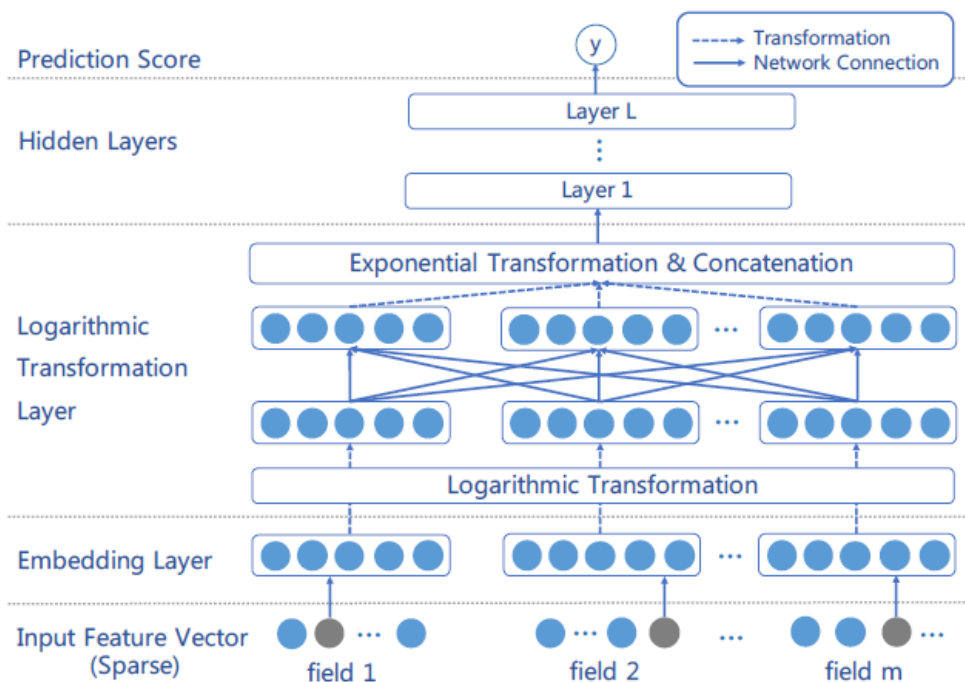 Prediction Score
y
Transformation
Network Connection
Hidden Layers
Layer L
⋮
Layer 1
Exponential Transformation & Concatenation
Logarithmic
Transformation
Layer
...
...
Logarithmic Transformation
Embedding Layer
...
Input Feature Vector
(Sparse)
... ... ... ...
field 1 field 2 field m